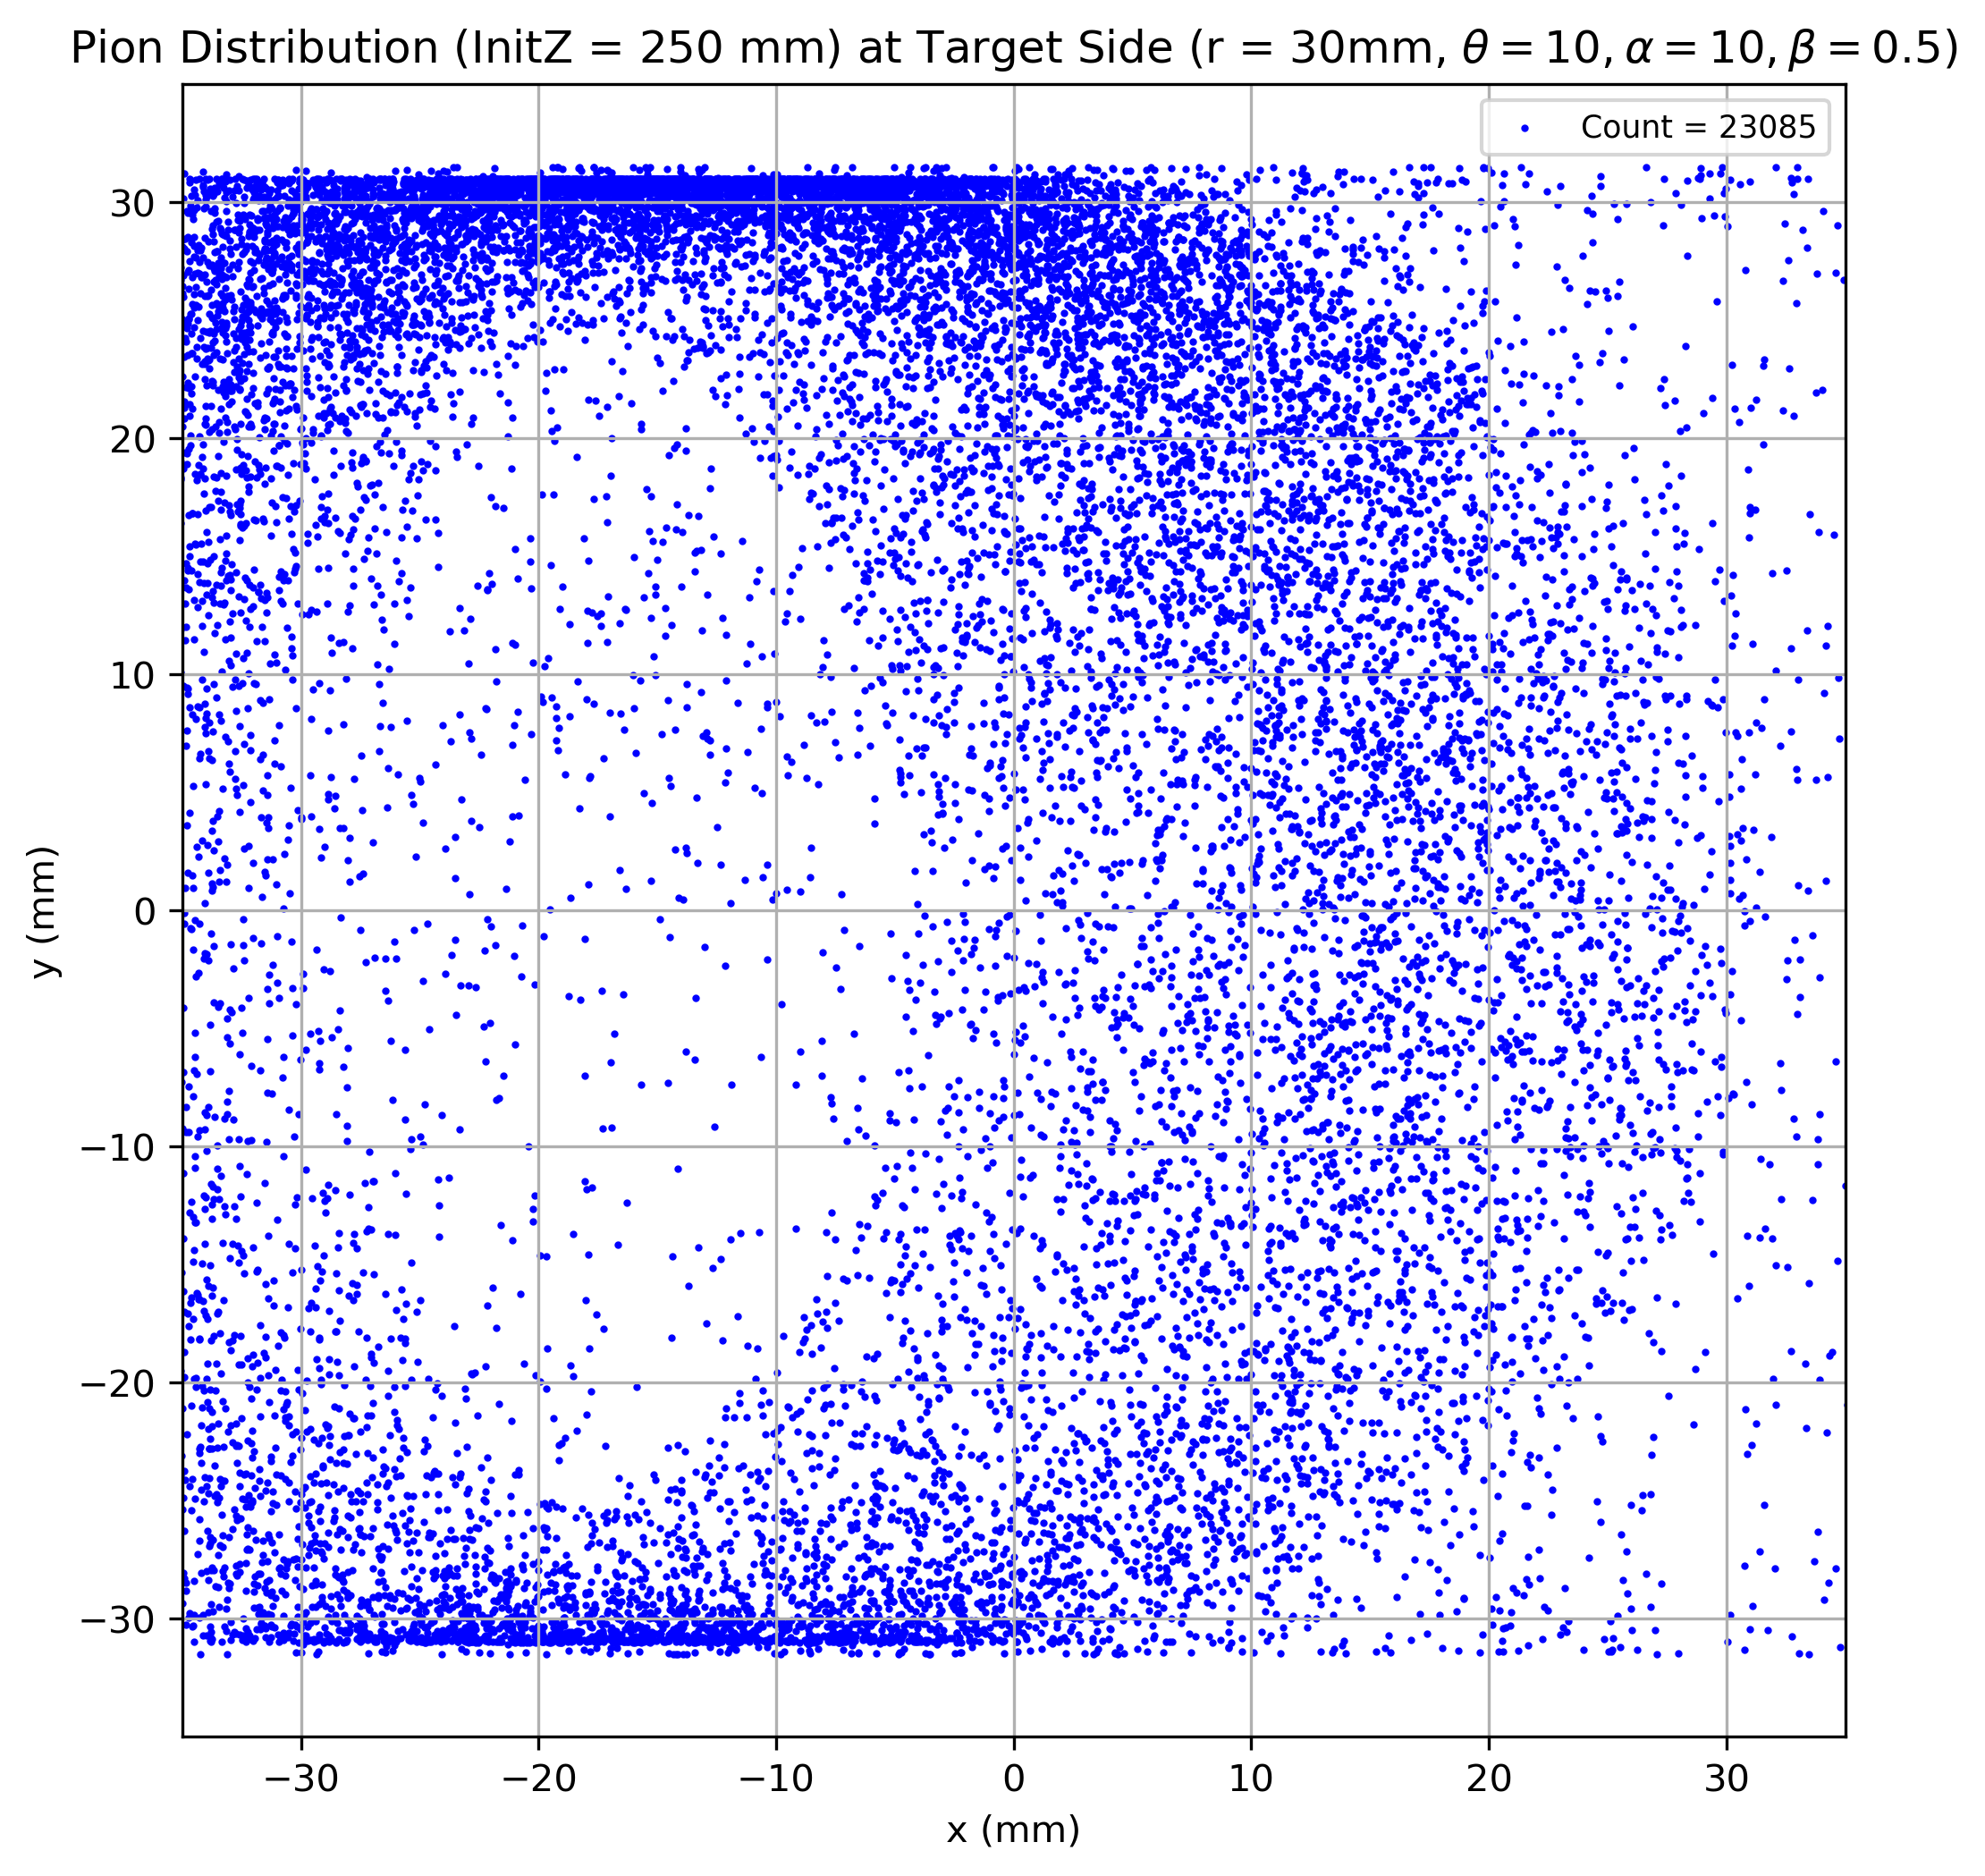 Pion Distribution (InitZ = 250 mm) at Target Side (r = 30mm, θ = 10, α = 10, β = 0.5)
Count = 23085
30
20
10
0
−10
−20
−30
y (mm)
−30 −20 −10 0 10 20 30
x (mm)